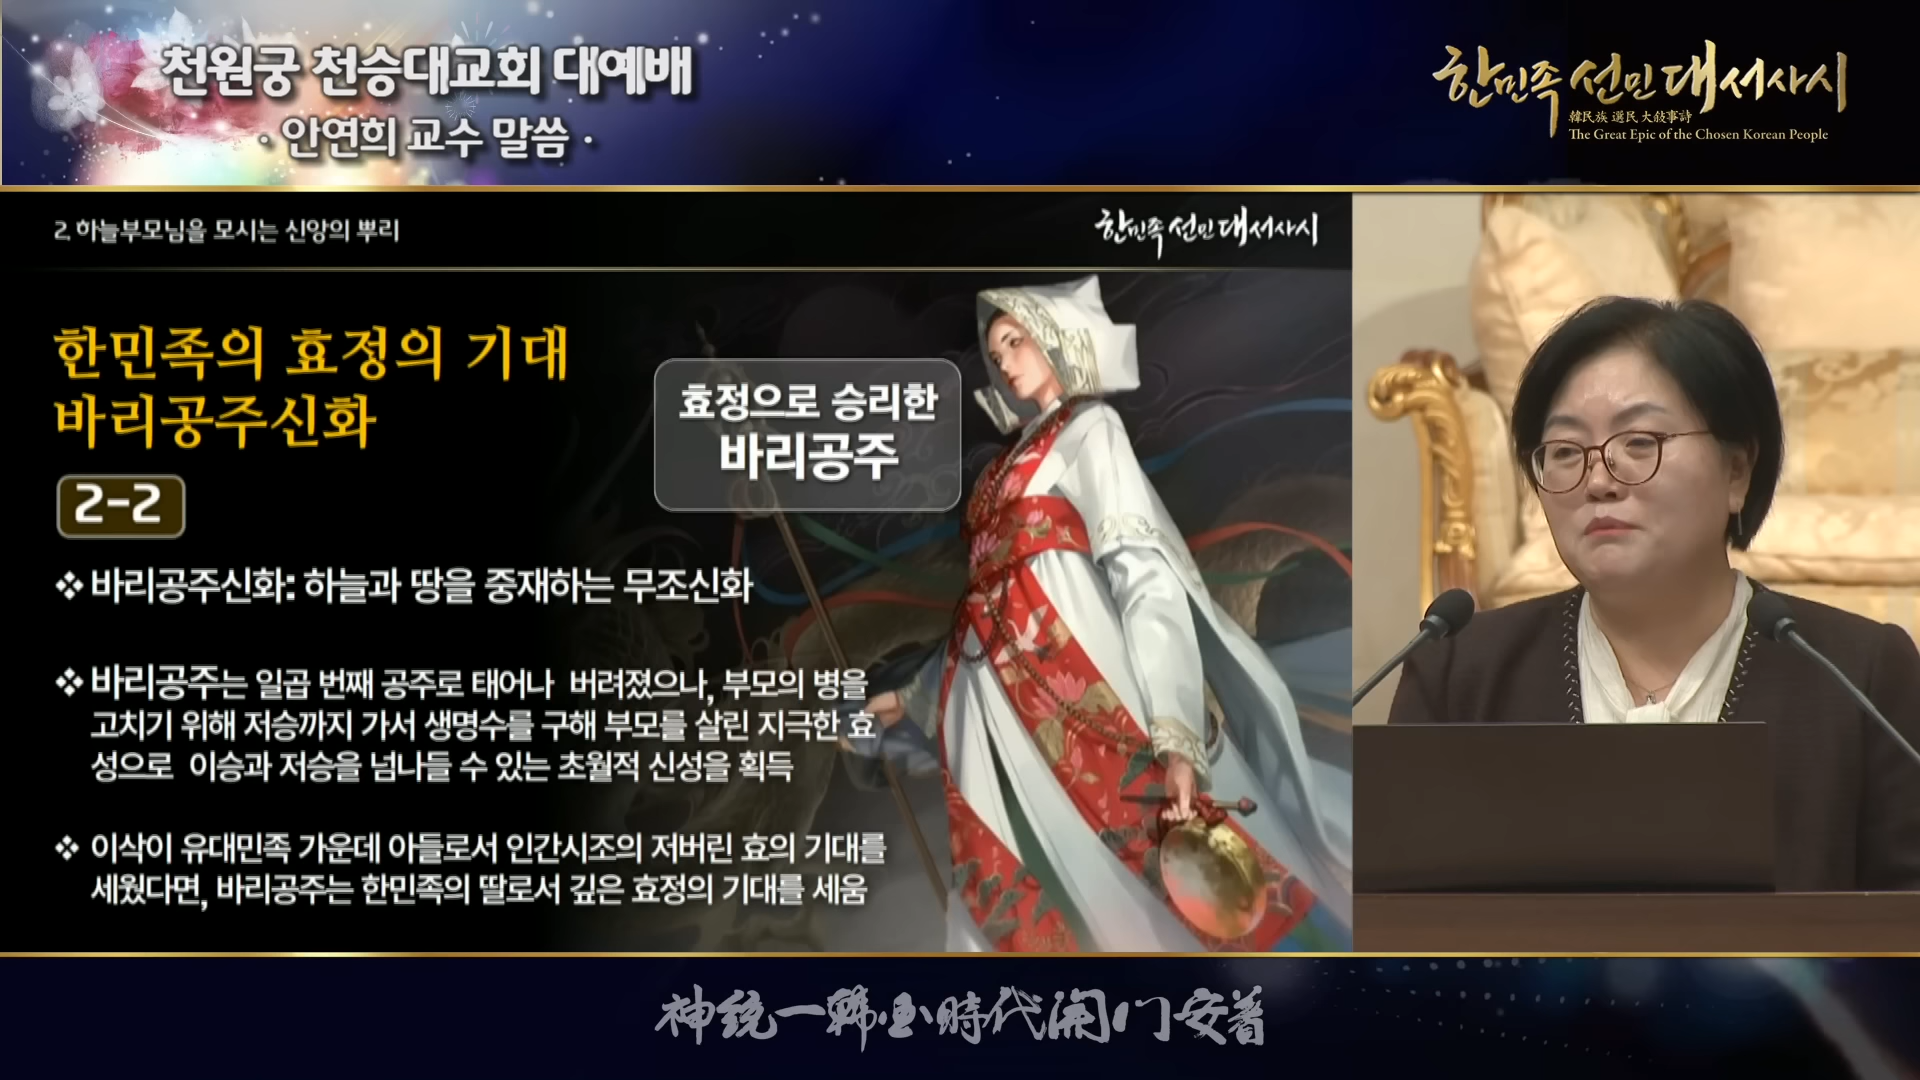 천원궁 천승대교회 대예배
· 안연희 교수 말씀 ·
한민족 선민 대서사시
韓民族 選民 大敍事詩
The Great Epic of the Chosen Korean People
2. 하늘부모님을 모시는 신앙의 뿌리
한민족 선민 대서사시
한민족의 효정의 기대
바리공주신화
2-2
효정으로 승리한
바리공주
❖ 바리공주신화: 하늘과 땅을 중재하는 무조신화
❖ 바리공주는 일곱 번째 공주로 태어나 버려졌으나, 부모의 병을
고치기 위해 저승까지 가서 생명수를 구해 부모를 살린 지극한 효
성으로 이승과 저승을 넘나들 수 있는 초월적 신성을 획득
❖ 이삭이 유대민족 가운데 아들로서 인간시조의 저버린 효의 기대를
세웠다면, 바리공주는 한민족의 딸로서 깊은 효정의 기대를 세움
神统一韩国時代開门安着